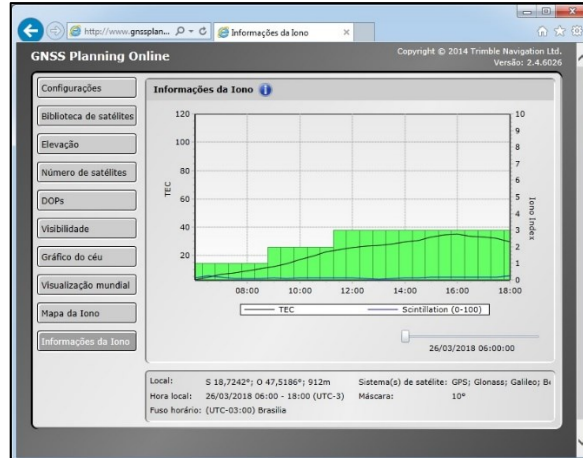 http://www.gnssplan...
Informações da Iono
GNSS Planning Online
Copyright © 2014 Trimble Navigation Ltd.
Versão: 2.4.6026
Configurações
Biblioteca de satélites
Elevação
Número de satélites
DOPs
Visibilidade
Gráfico do céu
Visualização mundial
Mapa da Iono
Informações da Iono
Informações da Iono
TEC
120
100
80
60
40
20
10
9
8
7
6
5
4
3
2
1
0
Iono Index
08:00 10:00 12:00 14:00 16:00 18:00
TEC Scintillation (0-100)
26/03/2018 06:00:00
Local: S 18,7242°; O 47,5186°; 912m Sistema(s) de satélite: GPS; Glonass; Galileo; B
Hora local: 26/03/2018 06:00 - 18:00 (UTC-3) Máscara: 10°
Fuso horário: (UTC-03:00) Brasilia